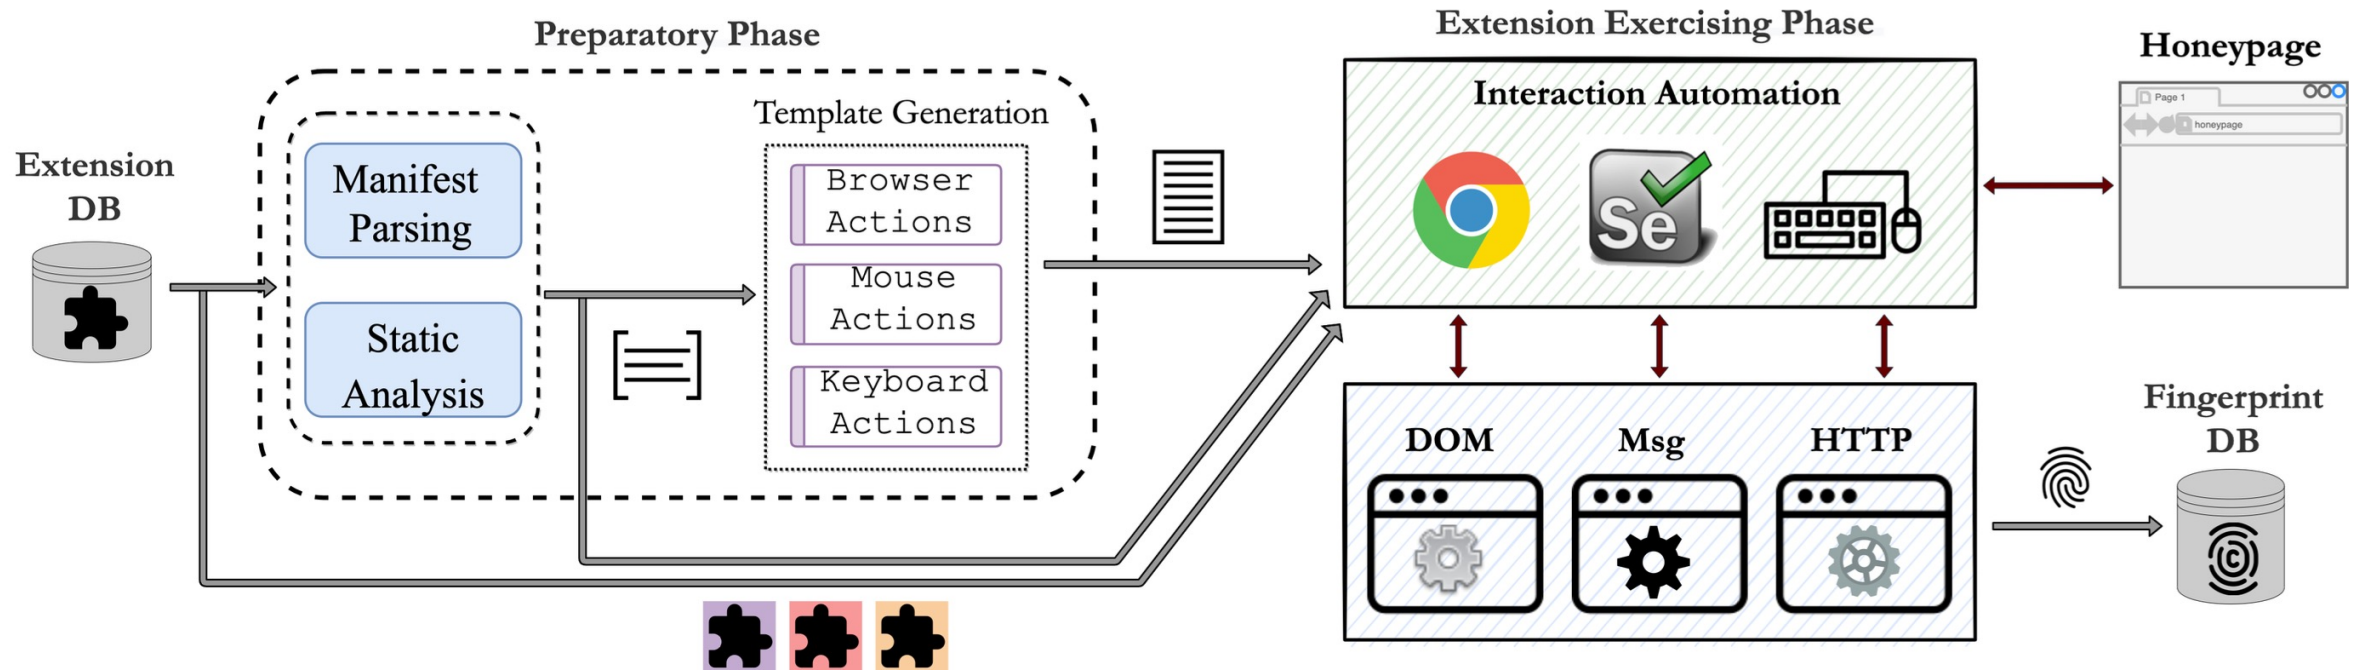 Preparatory Phase
Extension
DB
Manifest
Parsing
Static
Analysis
Template Generation
Browser
Actions
Mouse
Actions
Keyboard
Actions
Extension Exercising Phase
Interaction Automation
Se
DOM
Msg
HTTP
Honeypage
Page 1
honeypage
Fingerprint
DB
C